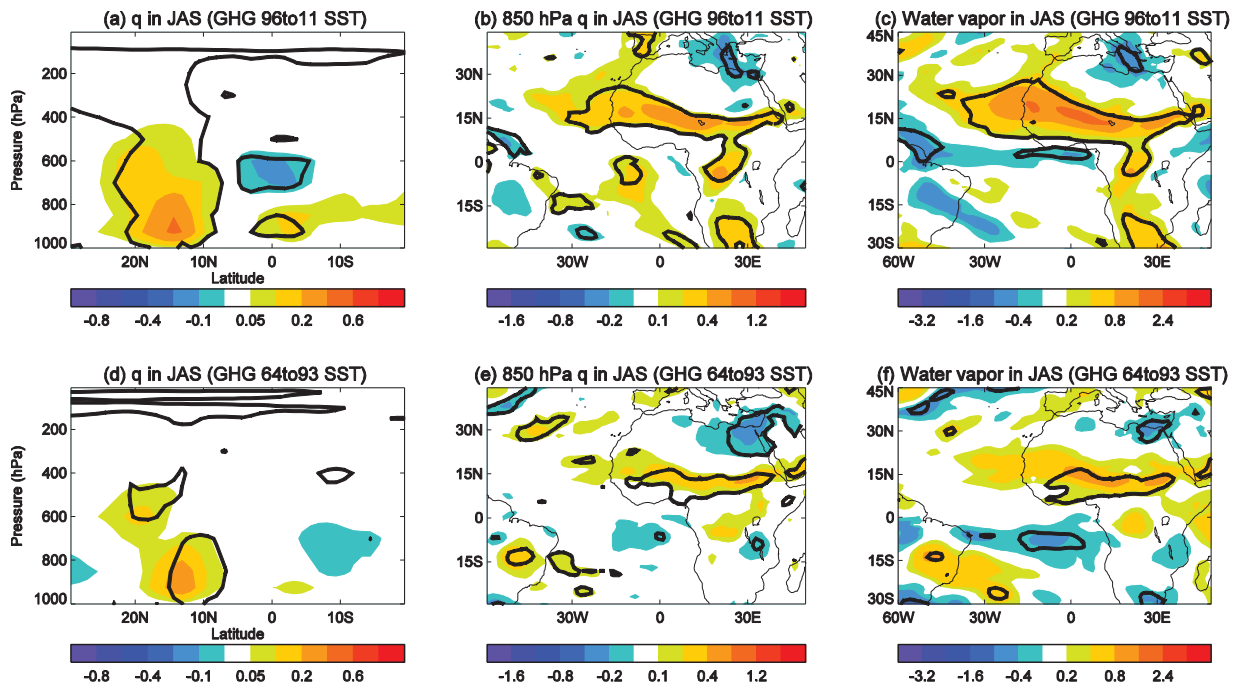 (a) q in JAS (GHG 96to11 SST)
(b) 850 hPa q in JAS (GHG 96to11 SST)
(c) Water vapor in JAS (GHG 96to11 SST)
Pressure (hPa)
200
400
600
800
1000
20N 10N 0 10S
Latitude
-0.8 -0.4 -0.1 0.05 0.2 0.6
30N
15N
0
15S
30W 0 30E
-1.6 -0.8 -0.2 0.1 0.4 1.2
45N
30N
15N
0
15S
30S
60W 30W 0 30E
-3.2 -1.6 -0.4 0.2 0.8 2.4
(d) q in JAS (GHG 64to93 SST)
(e) 850 hPa q in JAS (GHG 64to93 SST)
(f) Water vapor in JAS (GHG 64to93 SST)
Pressure (hPa)
200
400
600
800
1000
20N 10N 0 10S
Latitude
-0.8 -0.4 -0.1 0.05 0.2 0.6
30N
15N
0
15S
30W 0 30E
-1.6 -0.8 -0.2 0.1 0.4 1.2
45N
30N
15N
0
15S
30S
60W 30W 0 30E
-3.2 -1.6 -0.4 0.2 0.8 2.4